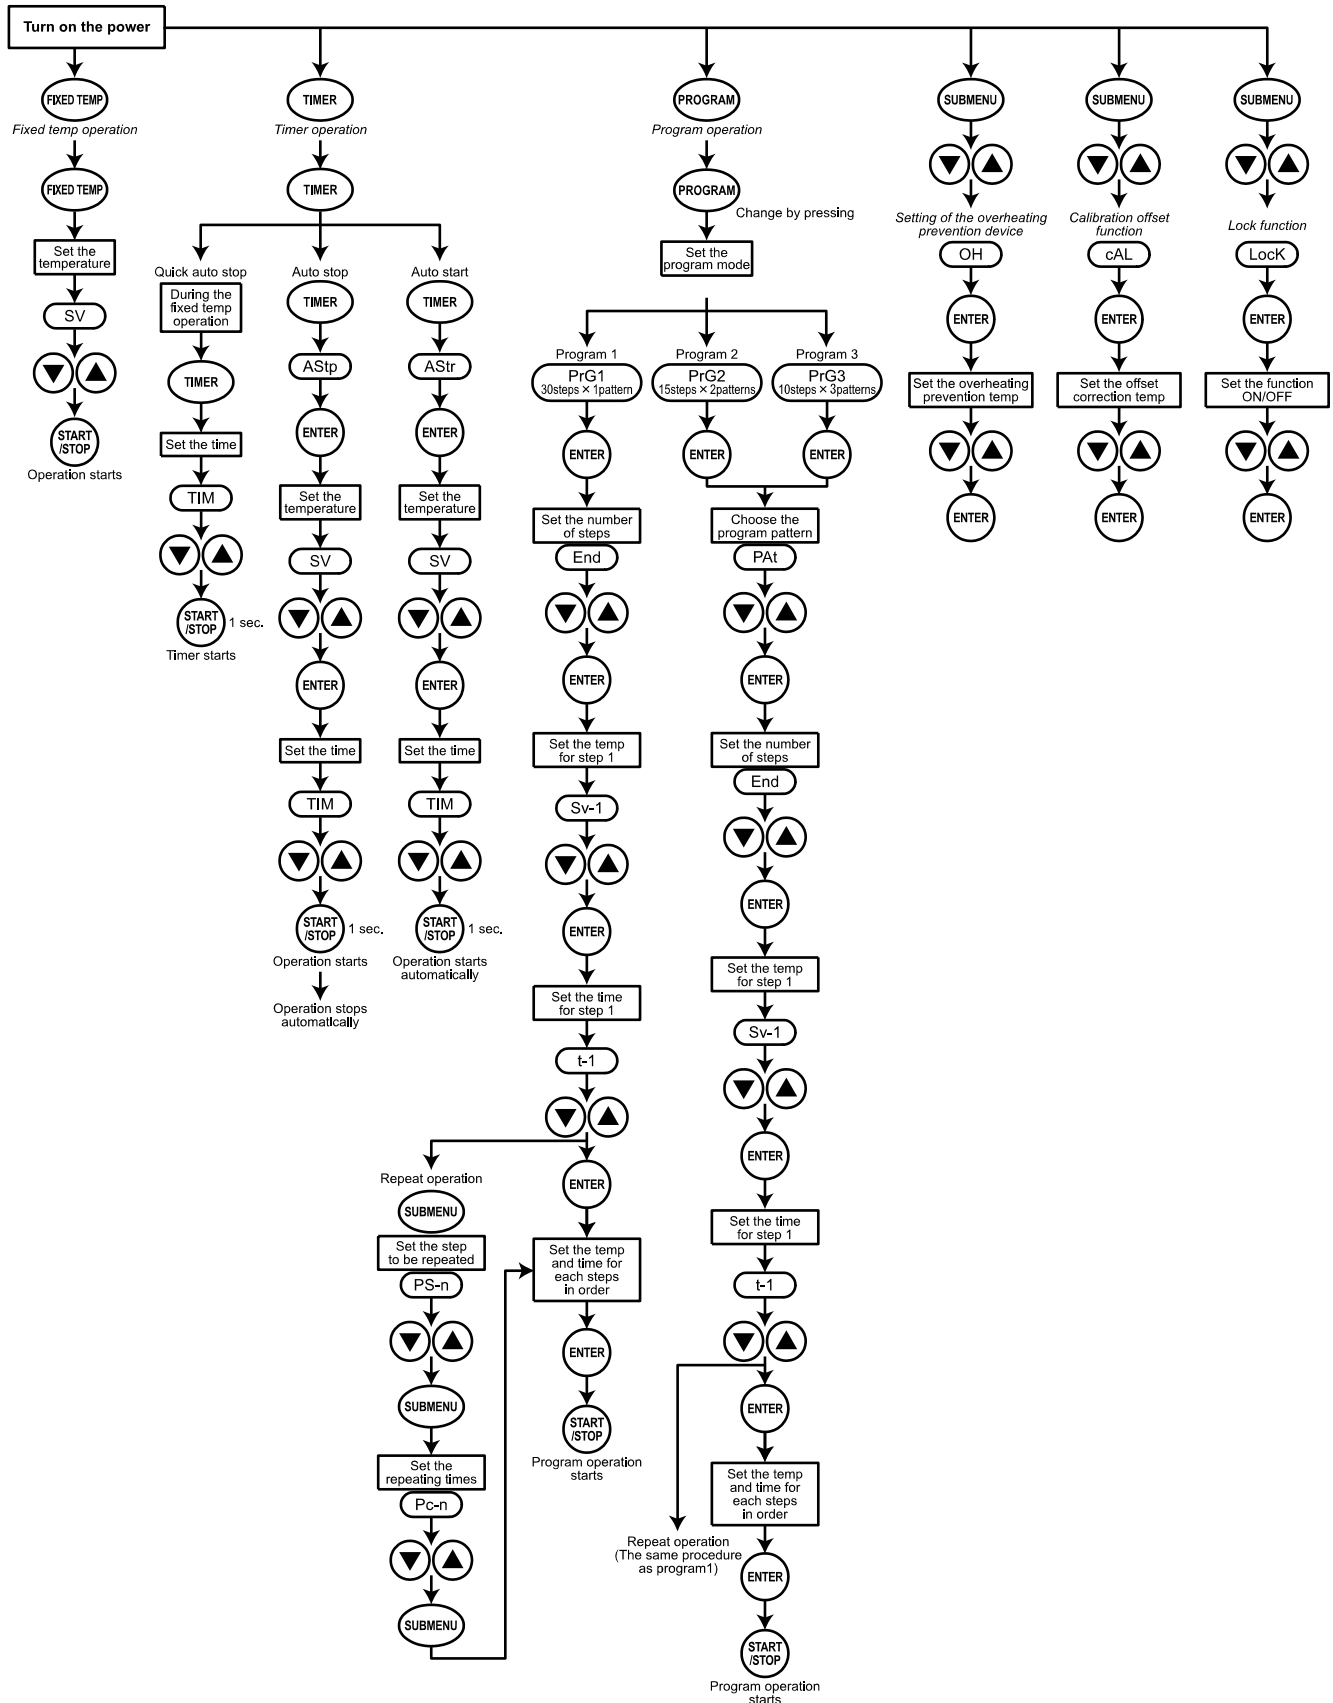 Turn on the power
FIXED TEMP
Fixed temp operation
FIXED TEMP
Set the
temperature
SV
START
/STOP
Operation starts
TIMER
Timer operation
TIMER
Quick auto stop
During the
fixed temp
operation
TIMER
Set the time
TIM
START
/STOP
1 sec.
Timer starts
Auto stop
TIMER
AStp
ENTER
Set the
temperature
SV
ENTER
Set the time
TIM
START
/STOP
1 sec.
Operation starts
Operation stops
automatically
Auto start
TIMER
AStr
ENTER
Set the
temperature
SV
ENTER
Set the time
TIM
START
/STOP
1 sec.
Operation starts
automatically
PROGRAM
Program operation
PROGRAM
Change by pressing
Set the
program mode
Program 1
PrG1
30steps×1pattern
ENTER
Set the number
of steps
End
ENTER
Set the temp
for step 1
Sv-1
ENTER
Set the time
for step 1
t-1
ENTER
Set the temp
and time for
each steps
in order
ENTER
START
/STOP
Program operation
starts
Repeat operation
SUBMENU
Set the step
to be repeated
PS-n
SUBMENU
Set the
repeating times
Pc-n
SUBMENU
Program 2
PrG2
15steps×2patterns
ENTER
Program 3
PrG3
10steps×3patterns
ENTER
Choose the
program pattern
PAt
ENTER
Set the number
of steps
End
ENTER
Set the temp
for step 1
Sv-1
ENTER
Set the time
for step 1
t-1
ENTER
Set the temp
and time for
each steps
in order
ENTER
START
/STOP
Program operation
starts
Repeat operation
(The same procedure
as program1)
SUBMENU
Setting of the overheating
prevention device
OH
ENTER
Set the overheating
prevention temp
ENTER
SUBMENU
Calibration offset
function
cAL
ENTER
Set the offset
correction temp
ENTER
SUBMENU
Lock function
LocK
ENTER
Set the function
ON/OFF
ENTER